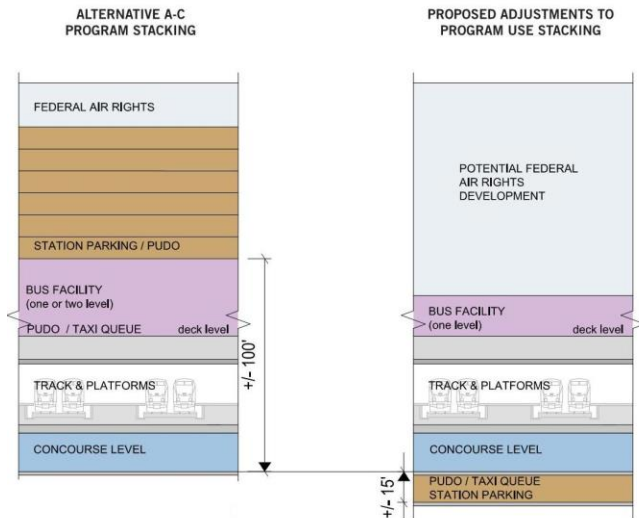 ALTERNATIVE A-C
PROGRAM STACKING
FEDERAL AIR RIGHTS
STATION PARKING / PUDO
BUS FACILITY
(one or two level)
PUDO / TAXI QUEUE deck level
TRACK & PLATFORMS
CONCOURSE LEVEL
+/- 100'
PROPOSED ADJUSTMENTS TO
PROGRAM USE STACKING
POTENTIAL FEDERAL
AIR RIGHTS
DEVELOPMENT
BUS FACILITY
(one level) deck level
TRACK & PLATFORMS
CONCOURSE LEVEL
PUDO / TAXI QUEUE
STATION PARKING
+/- 15'